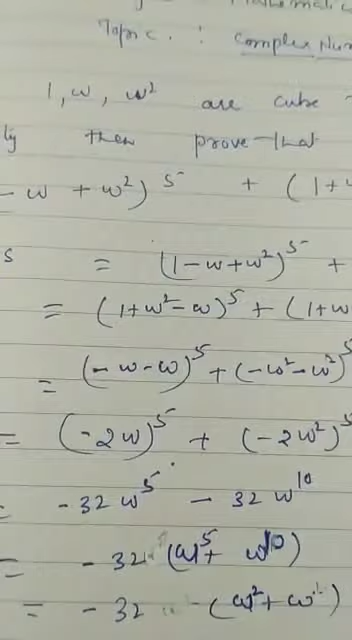 Mathematic
Topic. : Complex Num
1, ω, ω² are cube
ly then prove that
- ω + ω²)⁵ + (1+ω
s = (1-ω+ω²)⁵ +
= (1+ω²-ω)⁵ + (1+ω
= (-ω-ω)⁵ + (-ω²-ω²)⁵
= (-2ω)⁵ + (-2ω²)⁵
= -32ω⁵ - 32ω¹⁰
= -32 (ω⁵+ ω¹⁰)
= -32 (ω²+ω)